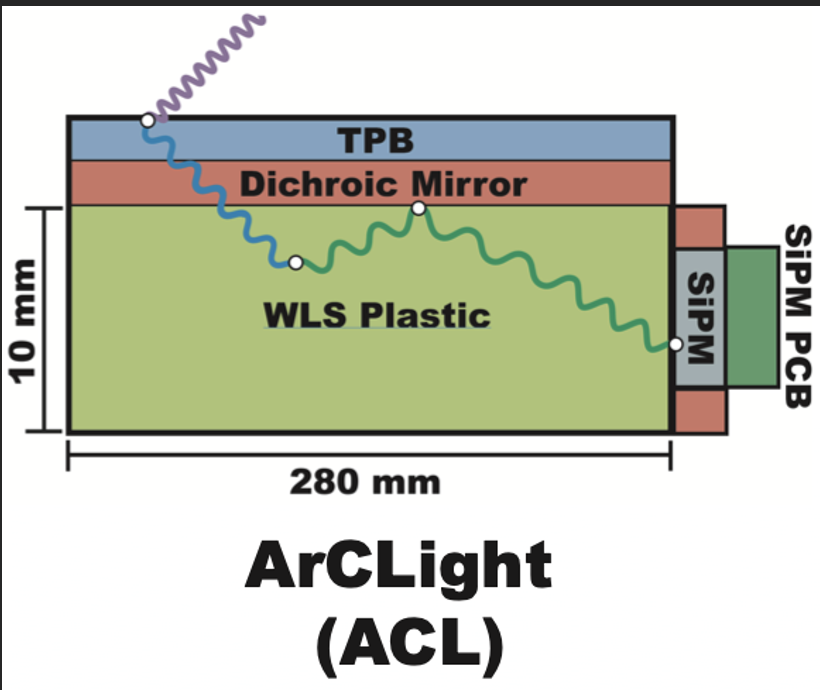 TPB
Dichroic Mirror
WLS Plastic
10 mm
280 mm
SiPM
SiPM PCB
ArCLight
(ACL)